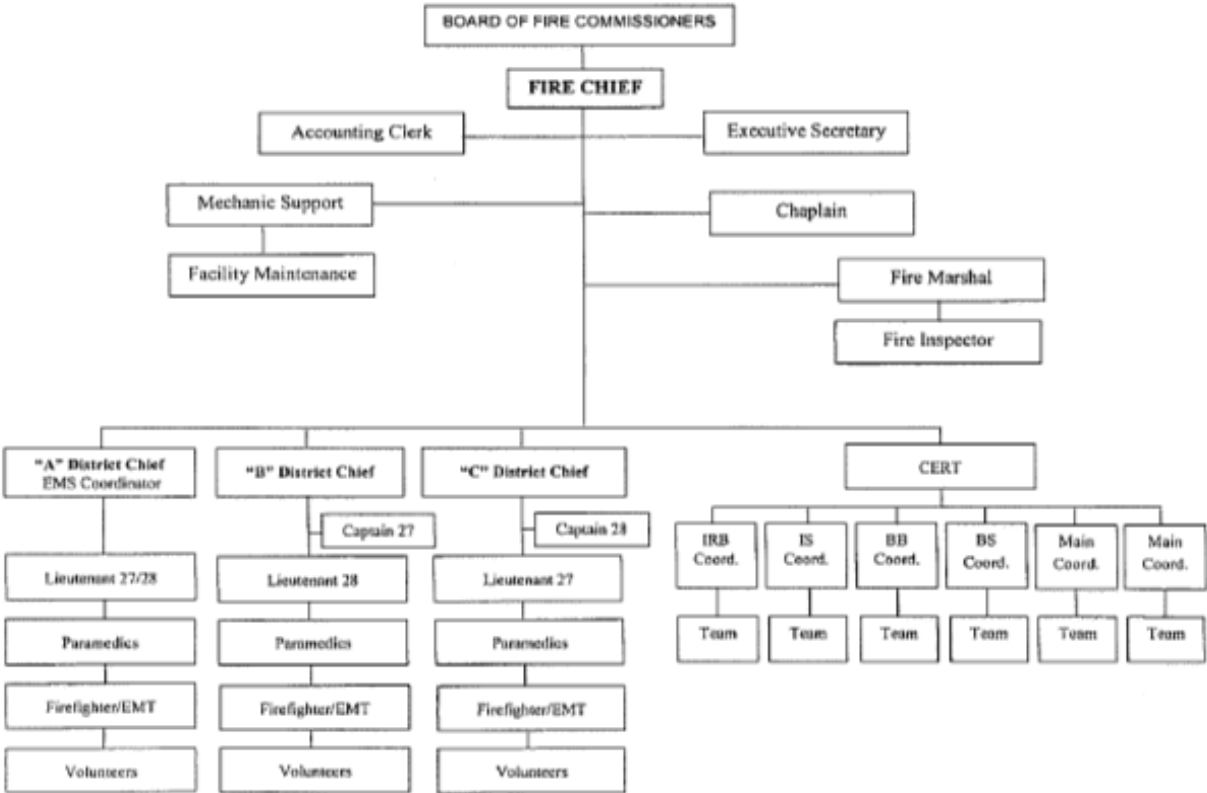 BOARD OF FIRE COMMISSIONERS
FIRE CHIEF
Accounting Clerk
Executive Secretary
Mechanic Support
Chaplain
Facility Maintenance
Fire Marshal
Fire Inspector
“A” District Chief
EMS Coordinator
“B” District Chief
“C” District Chief
CERT
Captain 27
Captain 28
IRB
Coord.
IS
Coord.
BB
Coord.
BS
Coord.
Main
Coord.
Main
Coord.
Lieutenant 27/28
Lieutenant 28
Lieutenant 27
Team
Team
Team
Team
Team
Team
Paramedics
Paramedics
Paramedics
Firefighter/EMT
Firefighter/EMT
Firefighter/EMT
Volunteers
Volunteers
Volunteers